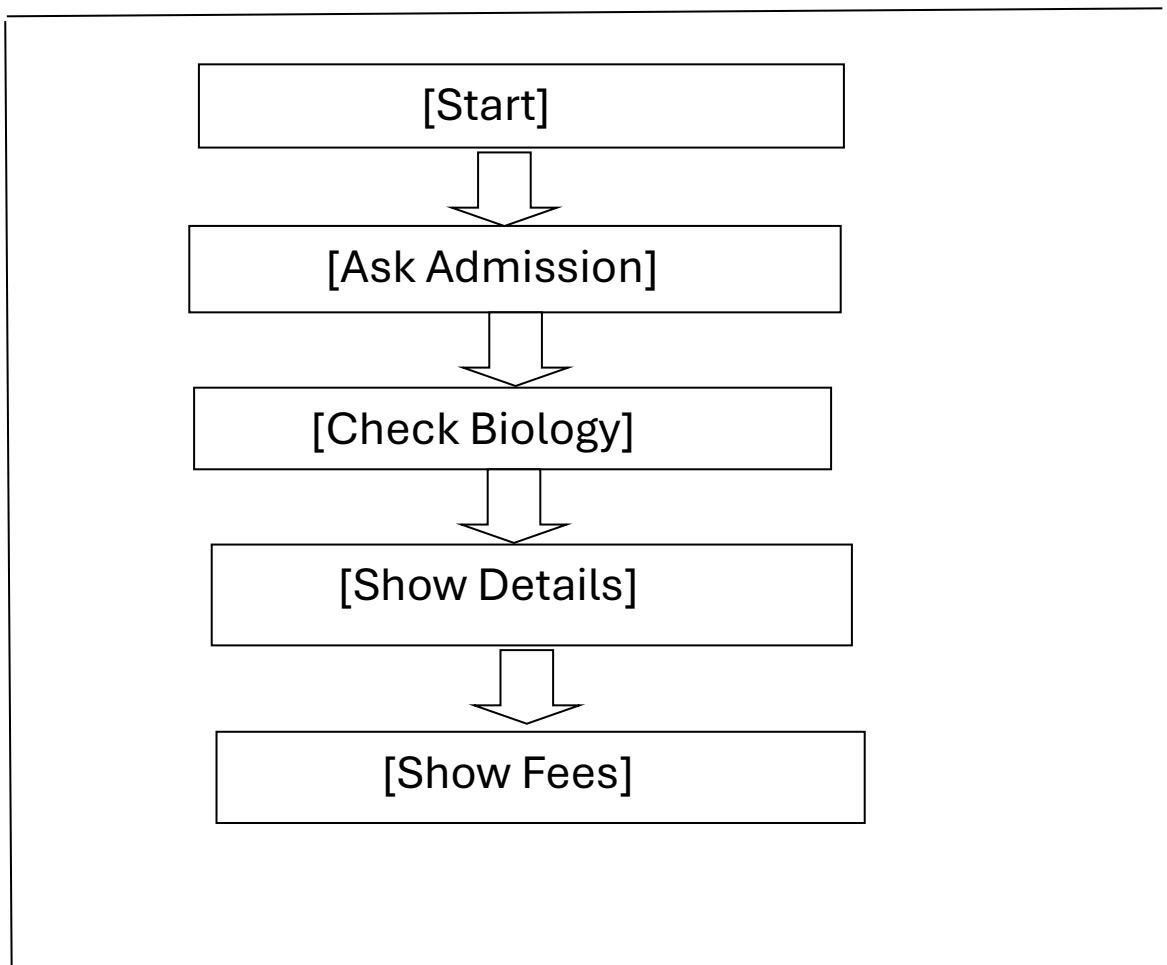 [Start]
[Ask Admission]
[Check Biology]
[Show Details]
[Show Fees]